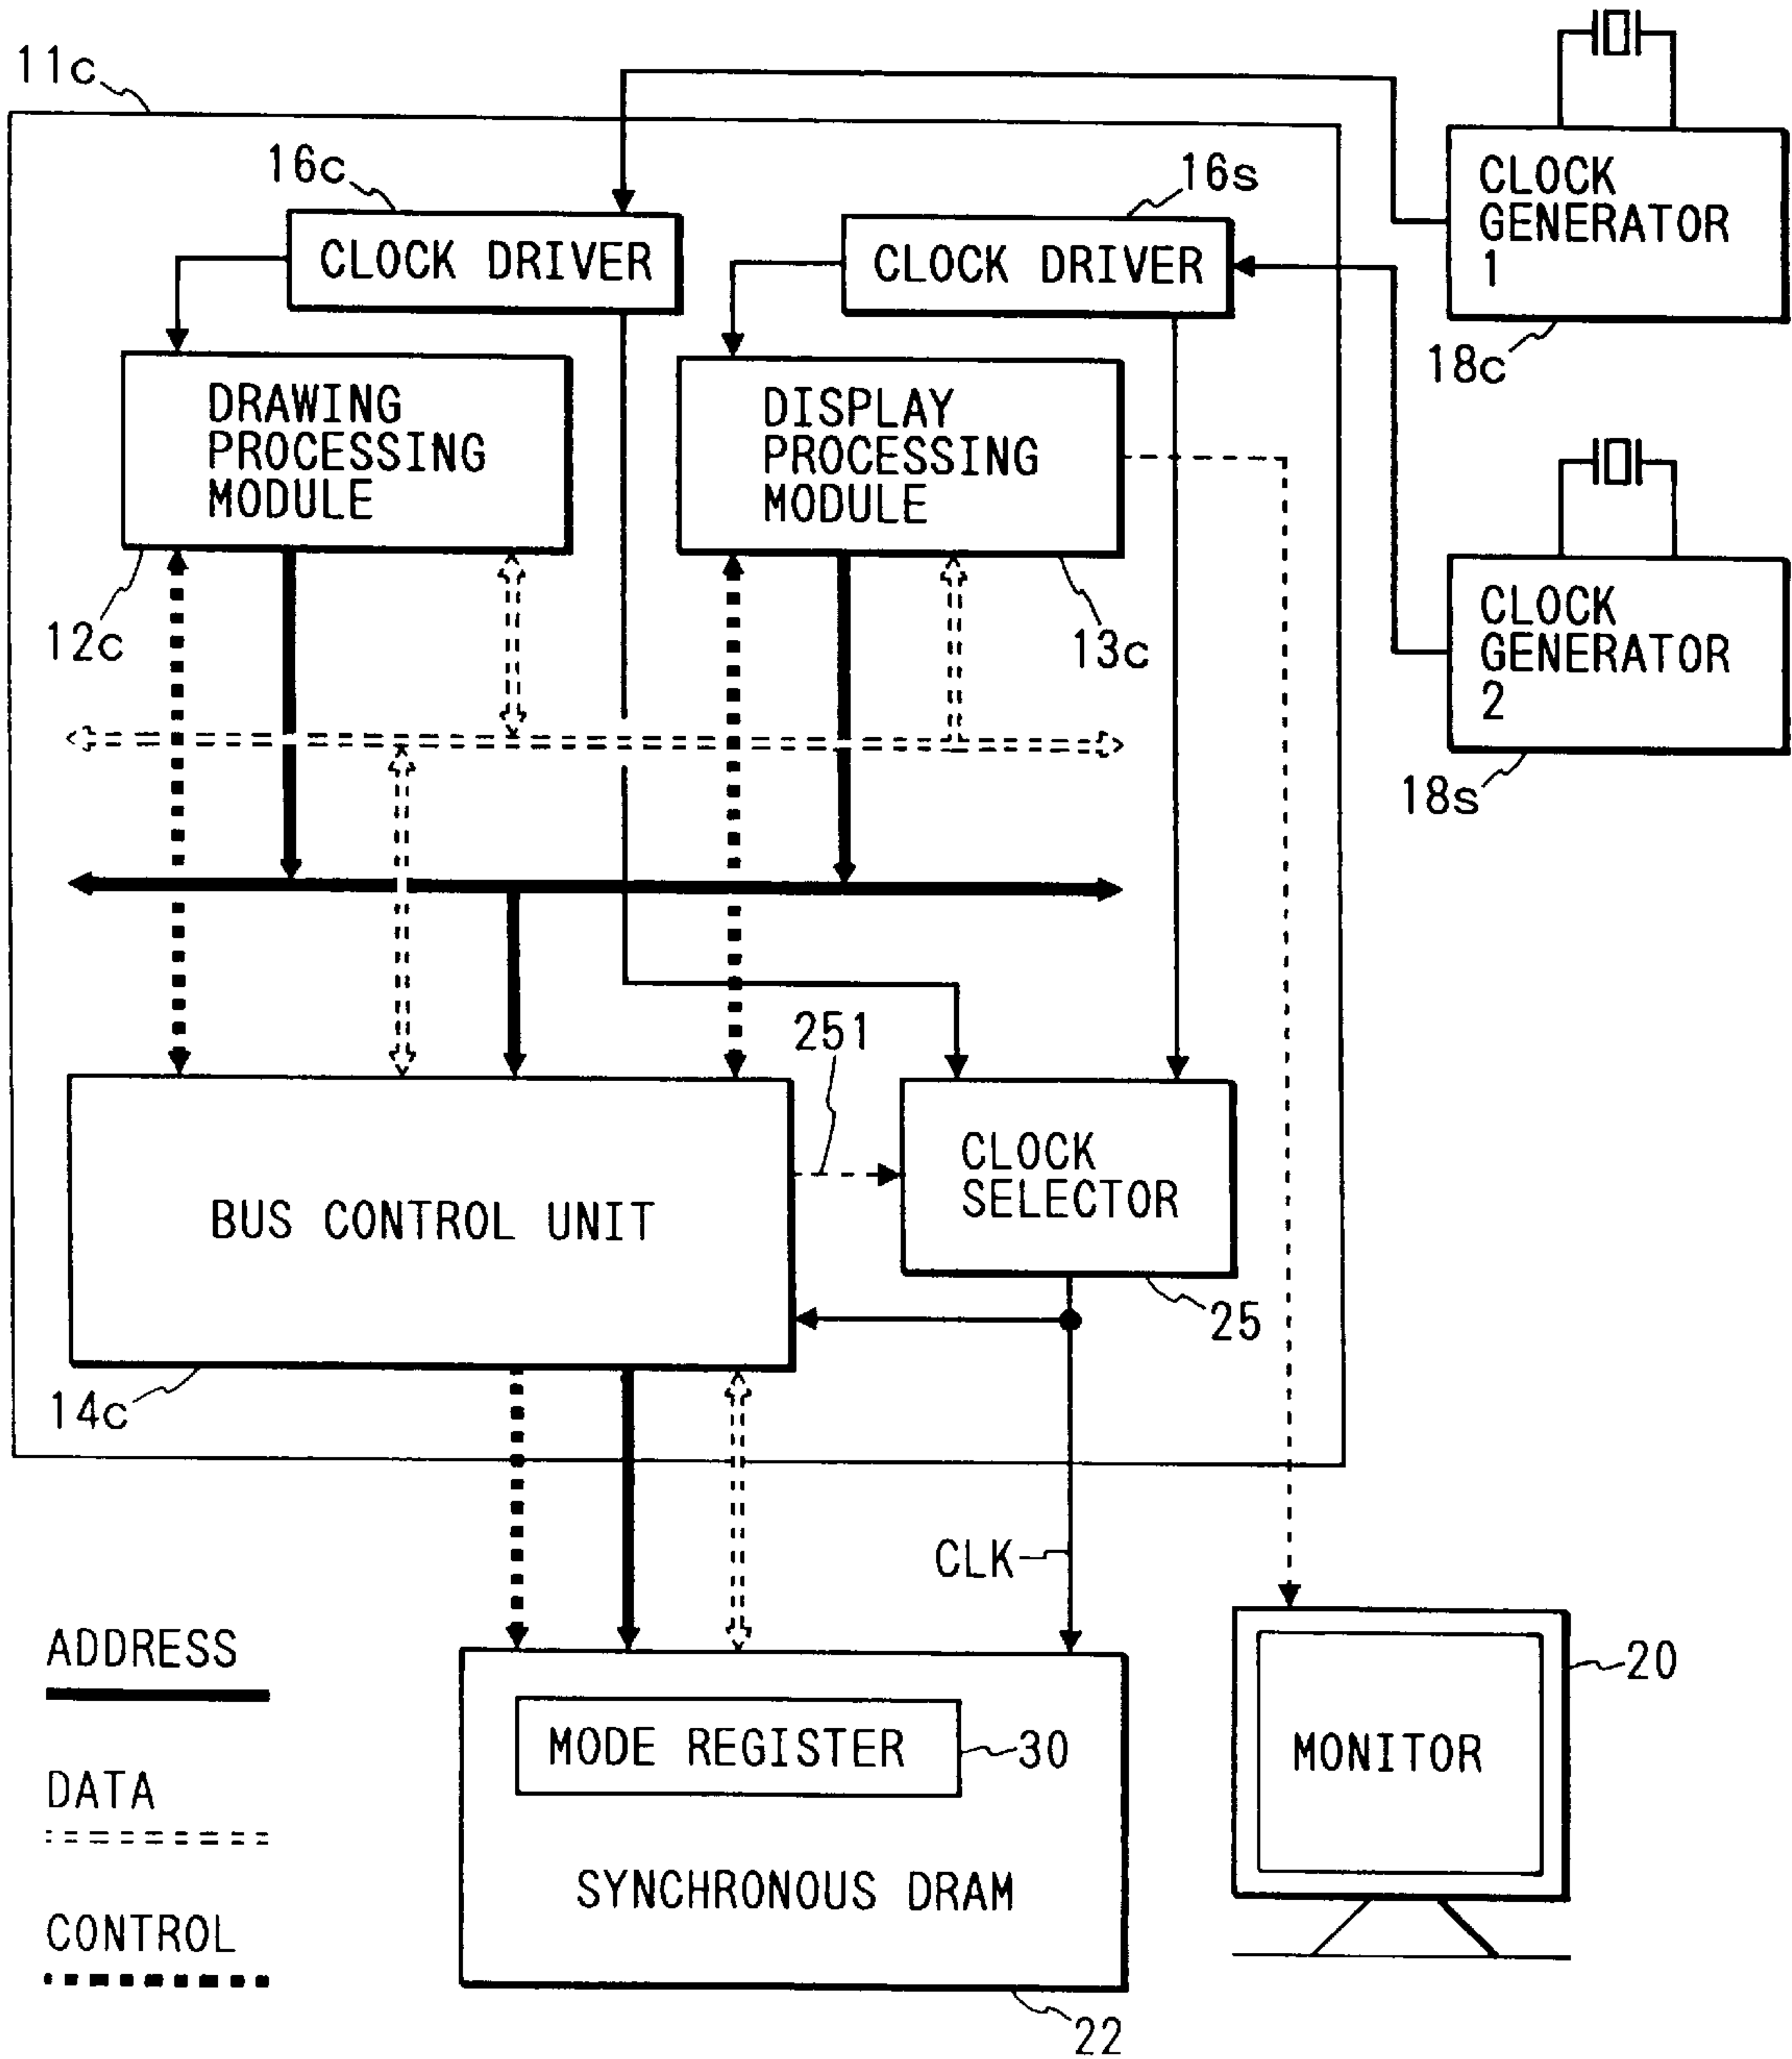 11c
16c
16s
CLOCK
GENERATOR
1
CLOCK DRIVER
CLOCK DRIVER
18c
DRAWING
PROCESSING
MODULE
DISPLAY
PROCESSING
MODULE
CLOCK
GENERATOR
2
12c
13c
18s
251
CLOCK
SELECTOR
BUS CONTROL UNIT
25
14c
CLK
ADDRESS
20
MODE REGISTER
30
MONITOR
DATA
SYNCHRONOUS DRAM
CONTROL
22